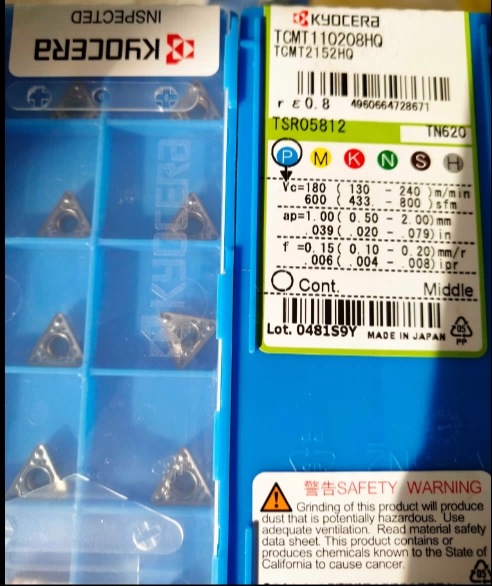 INSPECTED
KYOCERA
KYOCERA
KYOCERA
TCMT110208HQ
TCMT2152HQ
rε0.8 4960664728671
TSR05812
TN620
P M K N S H
Vc=180 ( 130 - 240 )m/min
600 ( 433. - 800 )sfm
ap=1.00( 0.50 - 2.00)mm
.039( .020 - .079)in
f =0.15( 0.10 - 0.20)mm/r
.006( .004 - .008)ipr
Cont. Middle
Lot. 0481S9Y MADE IN JAPAN
05
PP
警告SAFETY WARNING
Grinding of this product will produce
dust that is potentially hazardous. Use
adequate ventilation. Read material safety
data sheet. This product contains or
produces chemicals known to the State of
California to cause cancer.
05